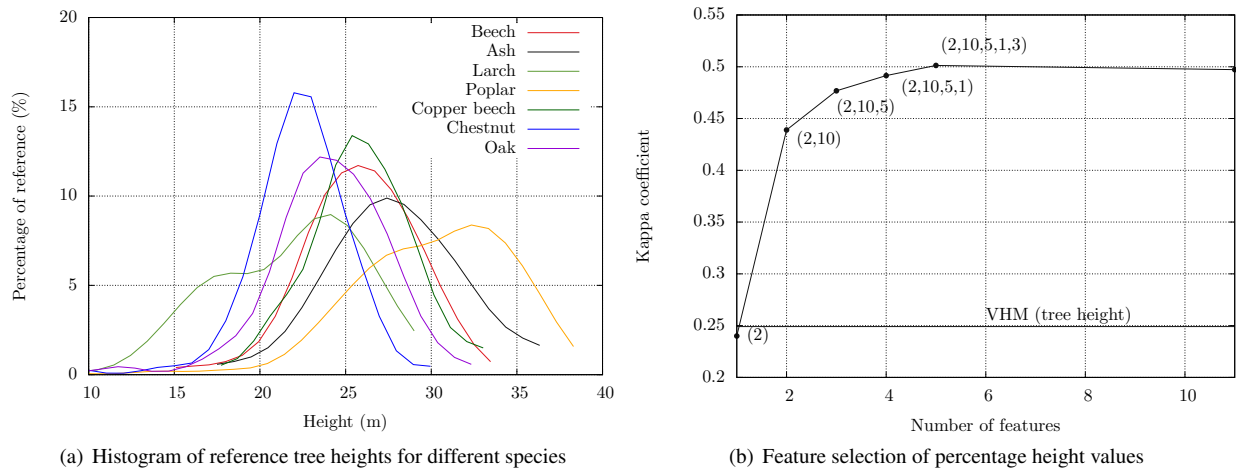 20
15
10
5
0
10
15
20
25
30
35
40
Percentage of reference (%)
Height (m)
Beech
Ash
Larch
Poplar
Copper beech
Chestnut
Oak
(a) Histogram of reference tree heights for different species
0.55
0.5
0.45
0.4
0.35
0.3
0.25
0.2
2
4
6
8
10
Kappa coefficient
Number of features
(2,10,5,1,3)
(2,10,5,1)
(2,10,5)
(2,10)
(2)
VHM (tree height)
(b) Feature selection of percentage height values